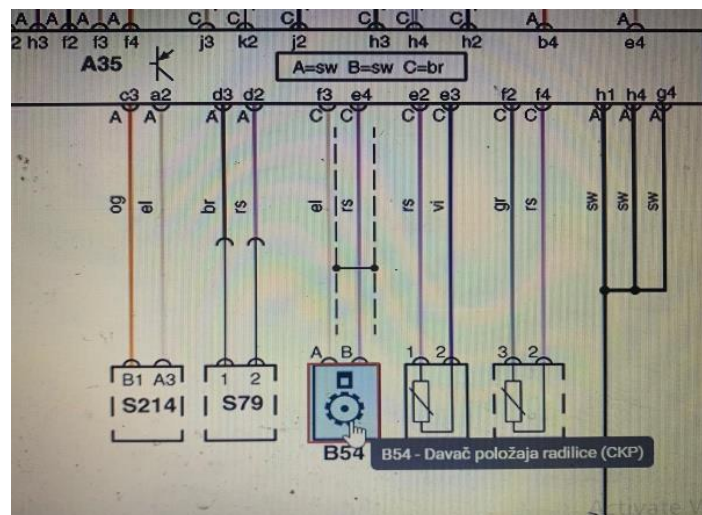 A A A A C C C C C A A
2 h3 f2 f3 f4 j3 k2 j2 h3 h4 h2 b4 e4
A35
A=sw B=sw C=br
c3 a2 d3 d2 f3 e4 e2 e3 f2 f4 h1 h4 g4
A A A A C C C C C C A A A
og el br rs el rs rs vi gr rs sw sw sw
A B 1 2 3 2
B1 A3 1 2
S214 S79
B54 B54 - Davač položaja radilice (CKP)
Activate